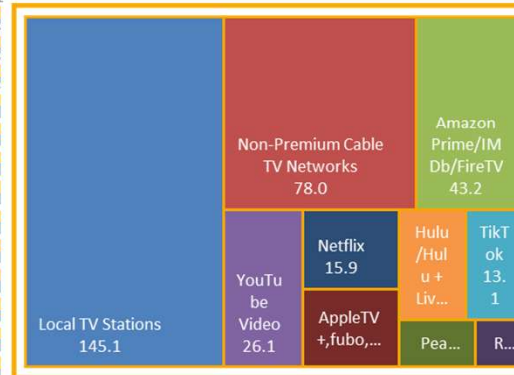 Local TV Stations
145.1
Non-Premium Cable
TV Networks
78.0
Amazon
Prime/IM
Db/FireTV
43.2
YouTu
be
Video
26.1
Netflix
15.9
AppleTV
+,fubo,...
Hulu
/Hul
u +
Liv...
TikT
ok
13.
1
Pea...
R...